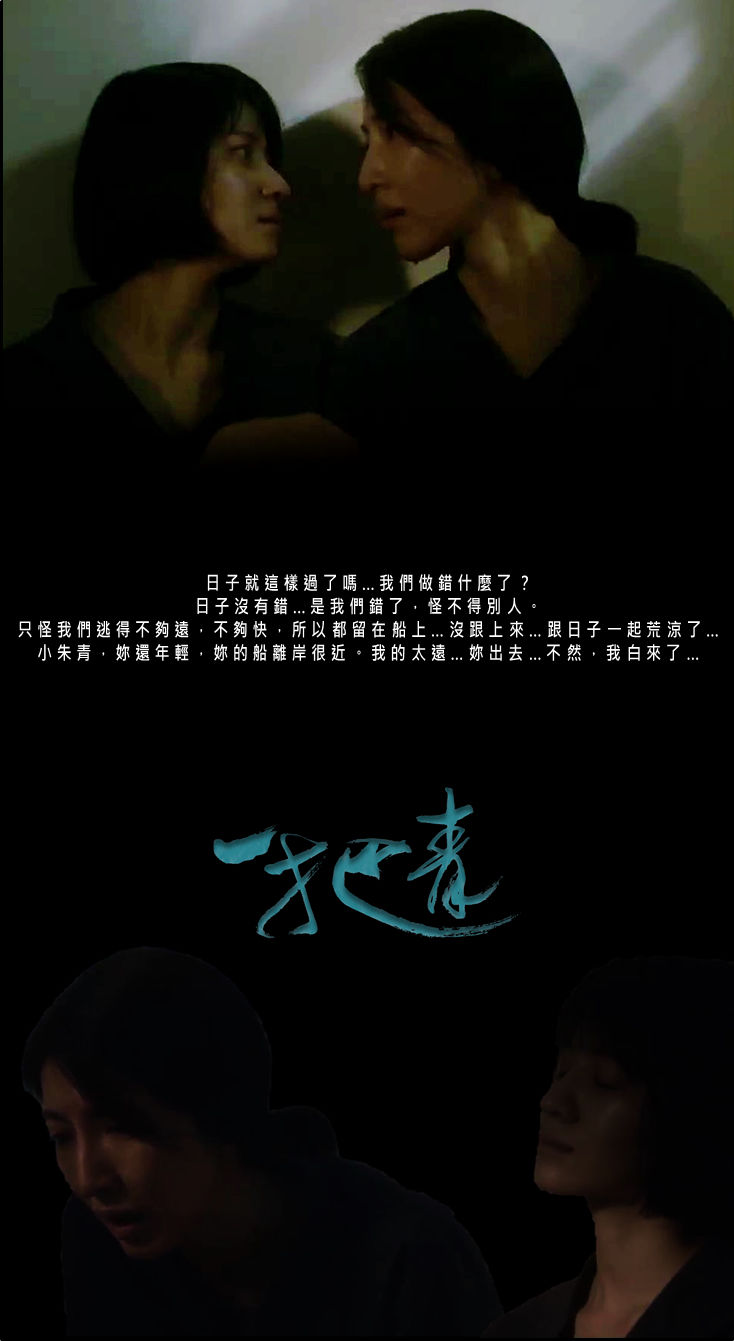 日子就這樣過了嗎...我們做錯什麼了？
日子沒有錯...是我們錯了，怪不得別人。
只怪我們逃得不夠遠，不夠快，所以都留在船上...沒跟上來...跟日子一起荒涼了...
小朱青，妳還年輕，妳的船離岸很近。我的太遠...妳出去...不然，我白來了...
一把青